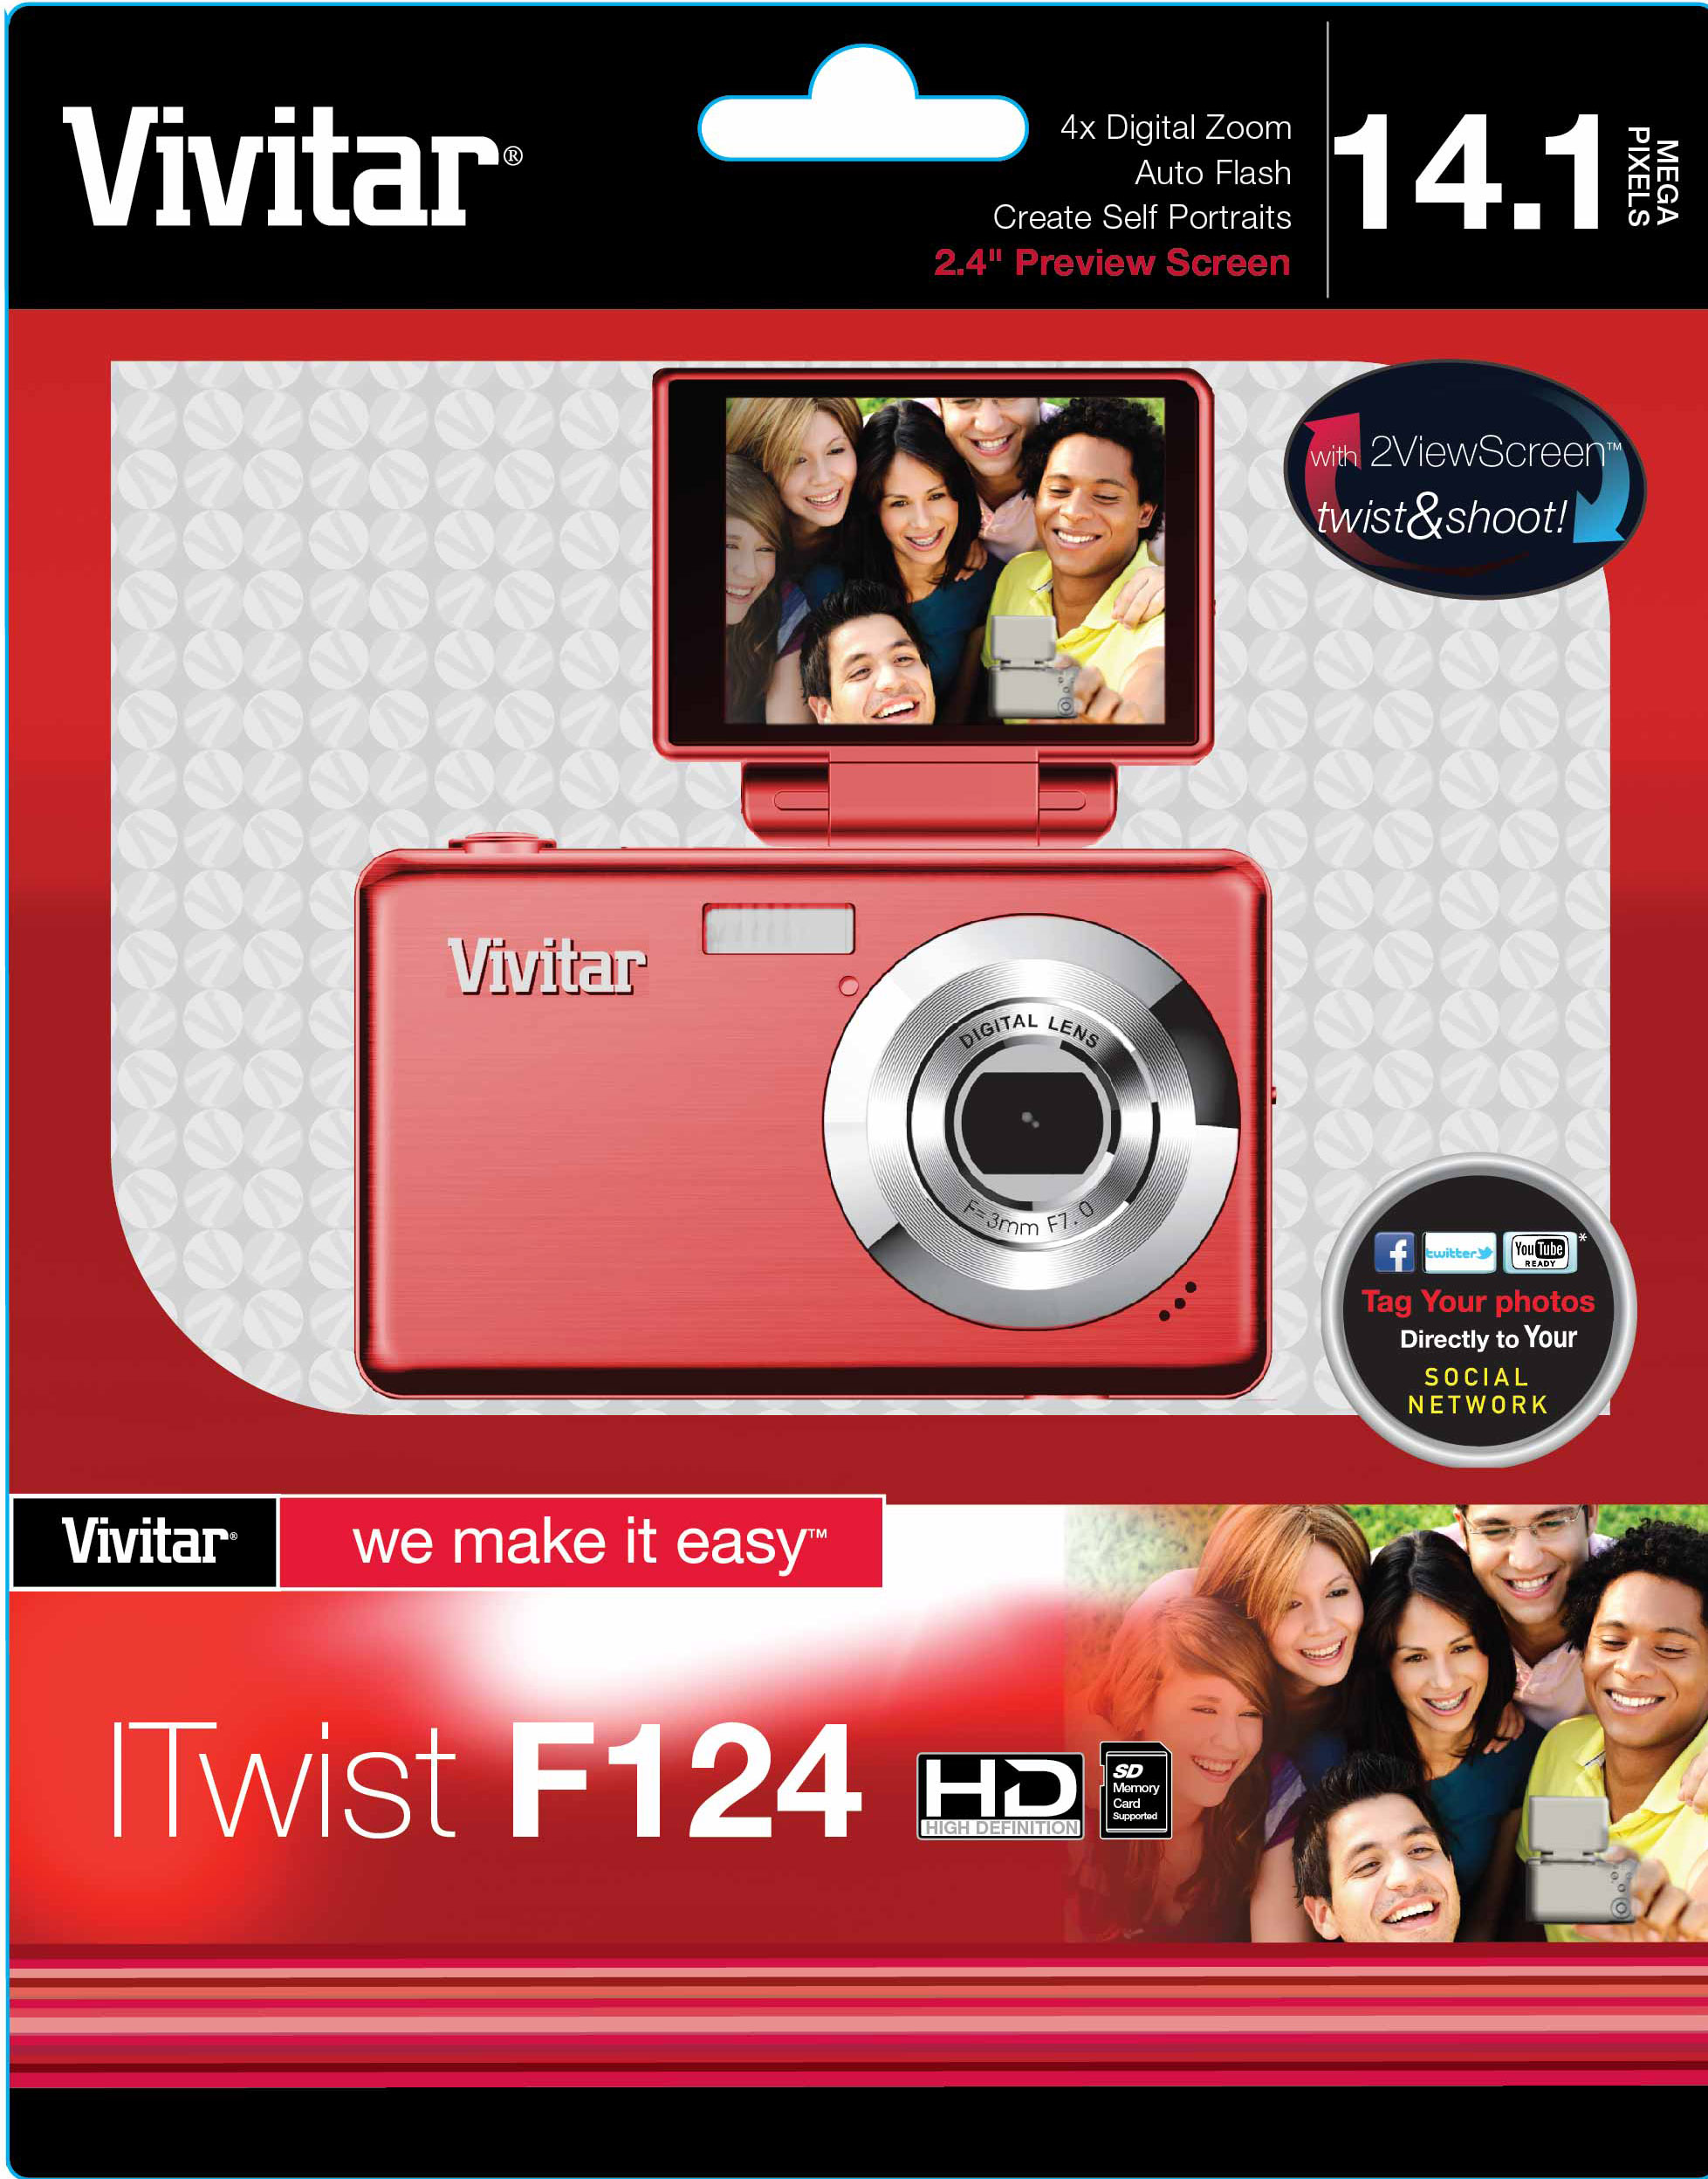 Vivitar®
4x Digital Zoom
Auto Flash
Create Self Portraits
2.4" Preview Screen
14.1
MEGA
PIXELS
with 2ViewScreen™
twist&shoot!
Vivitar
DIGITAL LENS
F=3mm F7.0
f
twitter
YouTube *
READY
Tag Your photos
Directly to Your
SOCIAL
NETWORK
Vivitar®
we make it easy™
ITwist F124
HD
HIGH DEFINITION
SD
Memory
Card
Supported